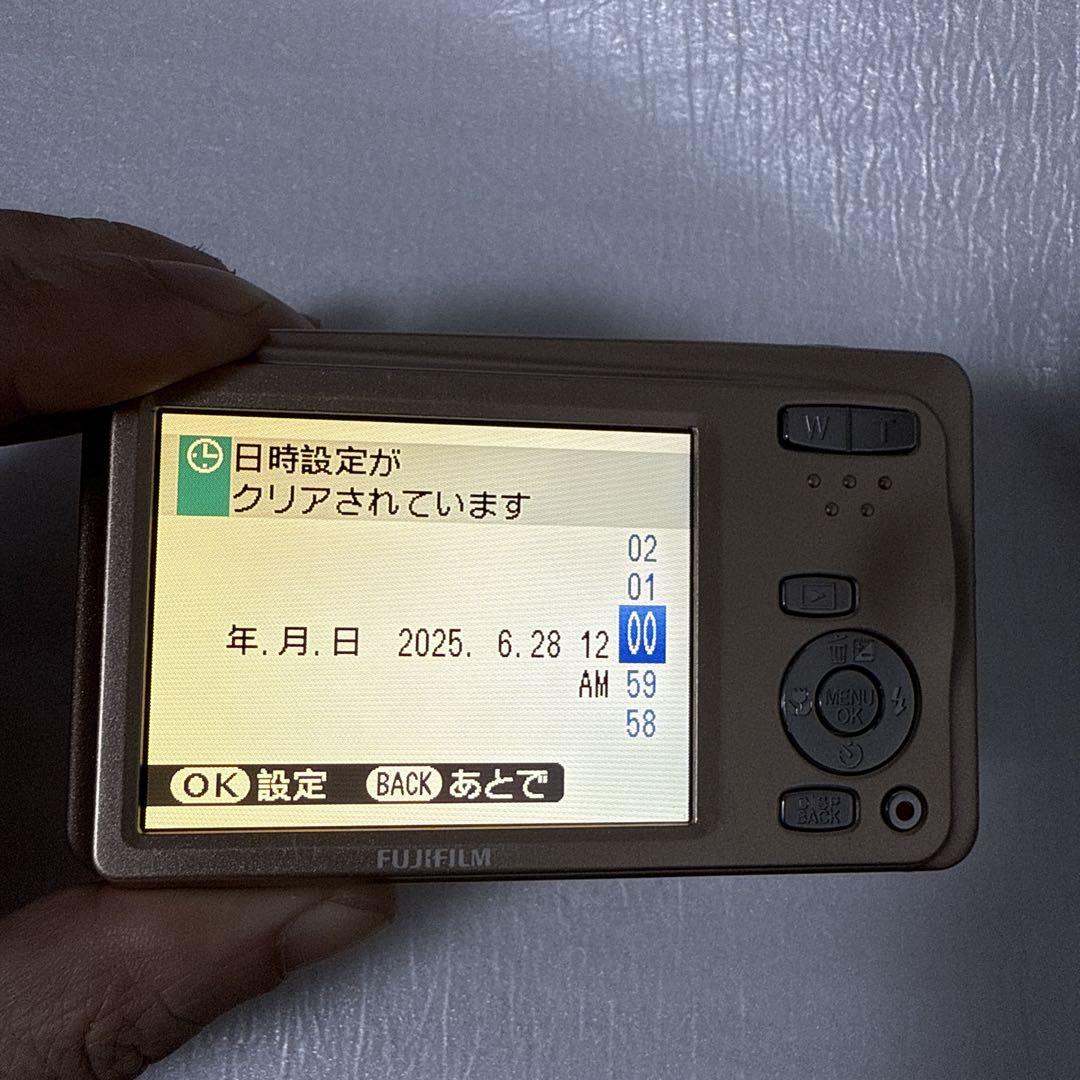 日時設定が
クリアされています
02
01
年.月.日 2025. 6.28 12 00
AM 59
58
OK 設定 BACK あとで
FUJIFILM
W T
MENU
OK
DISP
BACK